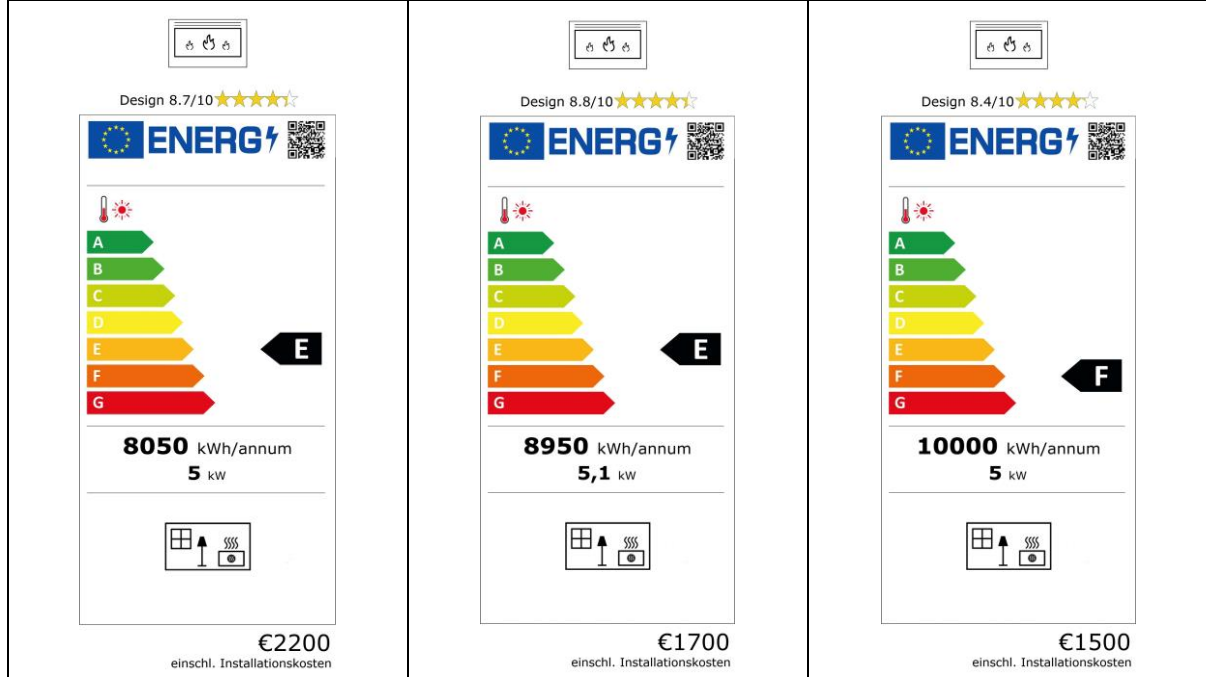 Design 8.7/10
ENERG
A
B
C
D
E
F
G
E
8050 kWh/annum
5 kW
€2200
einschl. Installationskosten
Design 8.8/10
ENERG
A
B
C
D
E
F
G
E
8950 kWh/annum
5,1 kW
€1700
einschl. Installationskosten
Design 8.4/10
ENERG
A
B
C
D
E
F
G
F
10000 kWh/annum
5 kW
€1500
einschl. Installationskosten